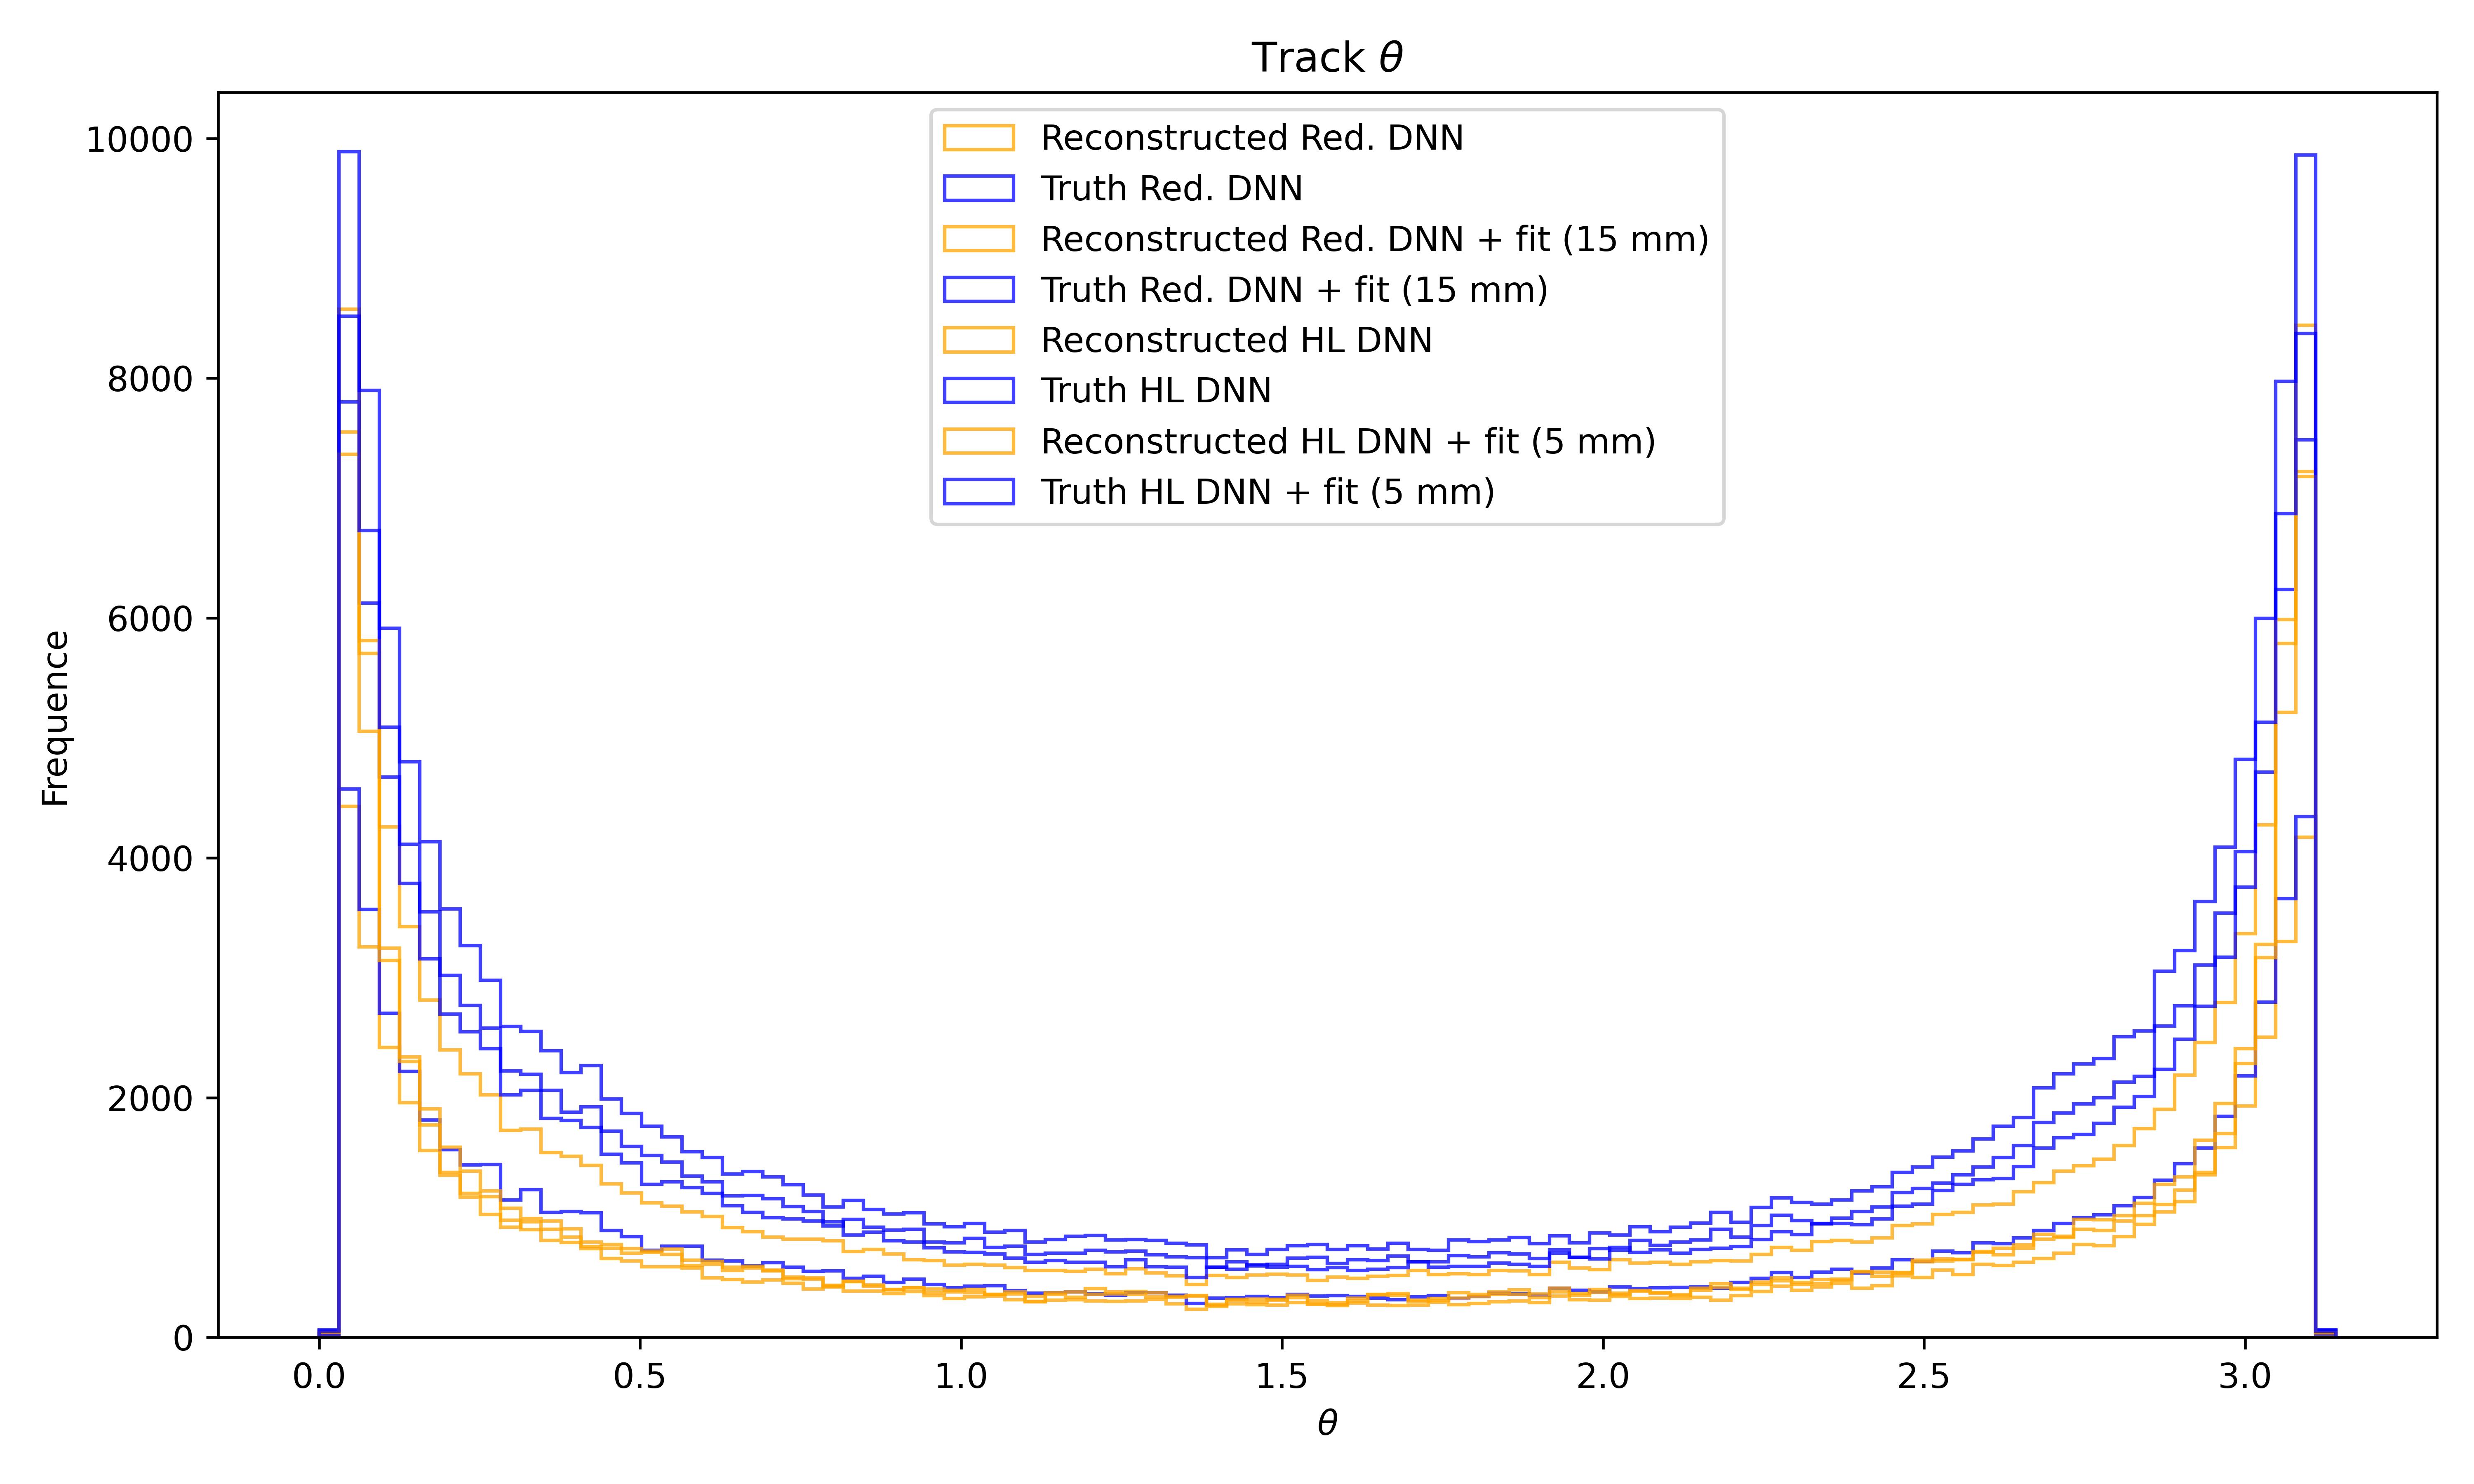 Track θ
Reconstructed Red. DNN
Truth Red. DNN
Reconstructed Red. DNN + fit (15 mm)
Truth Red. DNN + fit (15 mm)
Reconstructed HL DNN
Truth HL DNN
Reconstructed HL DNN + fit (5 mm)
Truth HL DNN + fit (5 mm)
Frequence
10000
8000
6000
4000
2000
0
0.0 0.5 1.0 1.5 2.0 2.5 3.0
θ